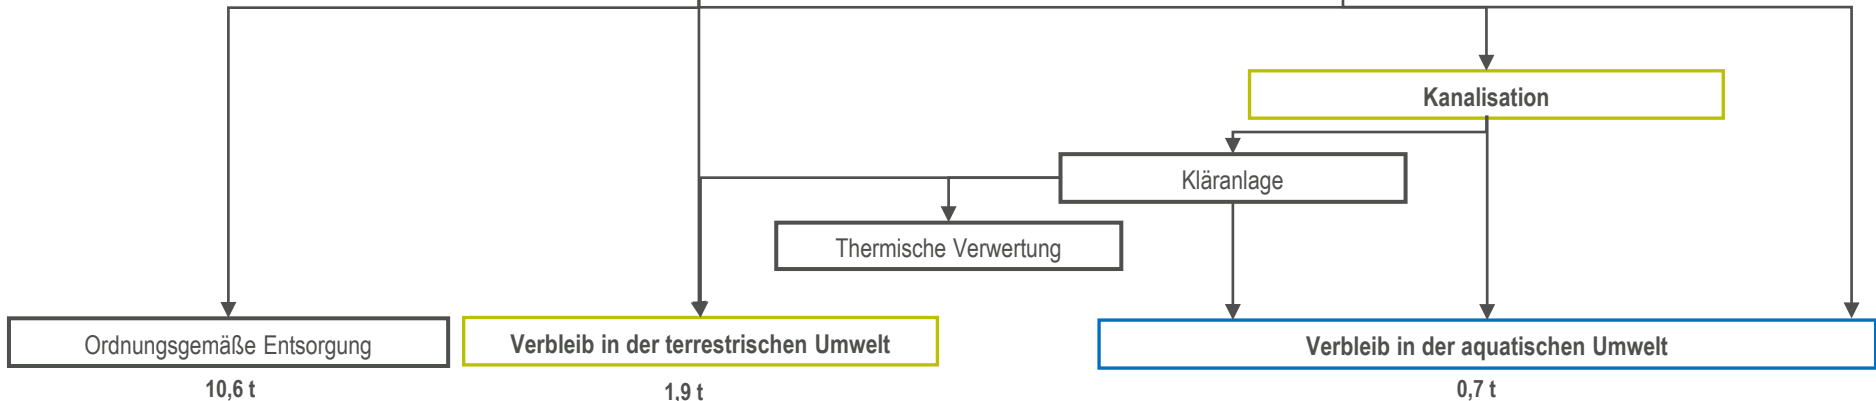 Kanalisation
Kläranlage
Thermische Verwertung
Ordnungsgemäße Entsorgung
Verbleib in der terrestrischen Umwelt
Verbleib in der aquatischen Umwelt
10,6 t
1,9 t
0,7 t